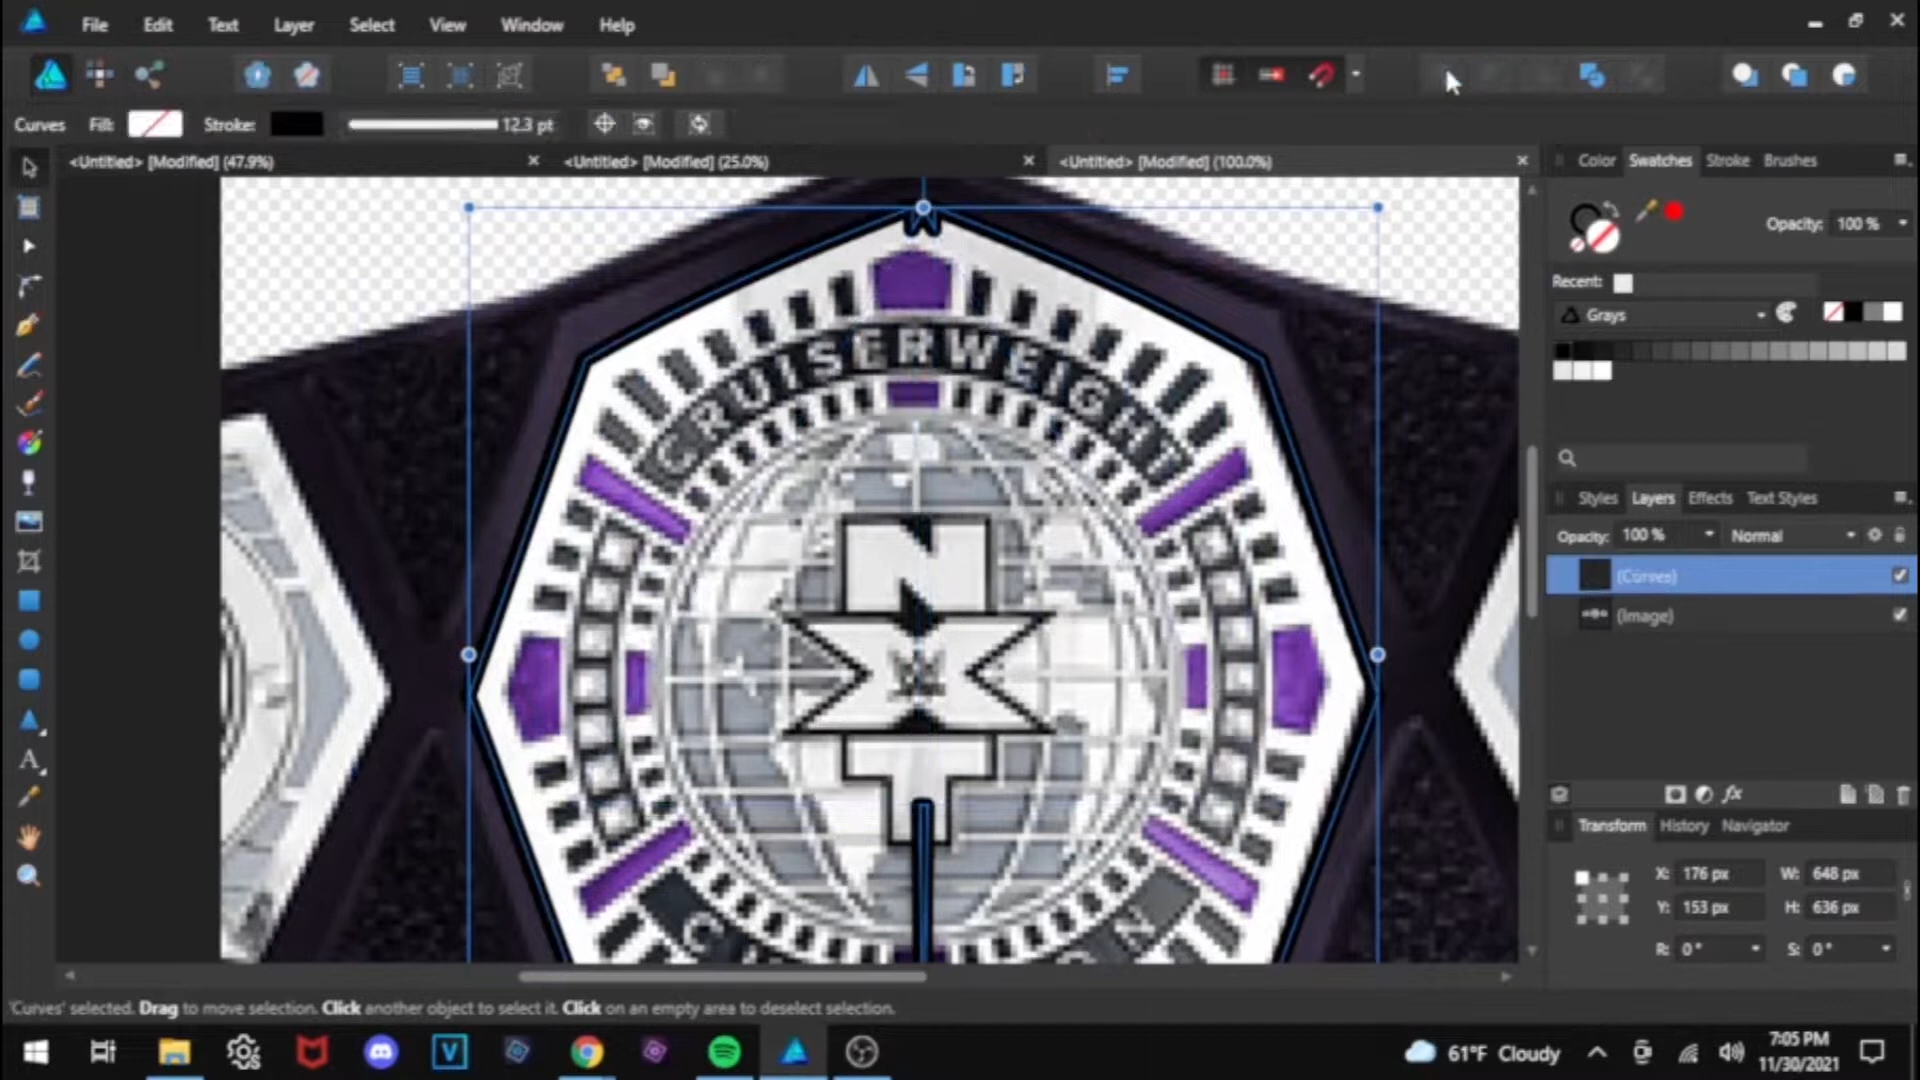 File Edit Text Layer Select View Window Help
Curves Fill: Stroke: 12.3 pt
<Untitled> [Modified] (47.9%) <Untitled> [Modified] (25.0%) <Untitled> [Modified] (100.0%)
Color Swatches Stroke Brushes
Opacity: 100 %
Recent:
Grays
Styles Layers Effects Text Styles
Opacity: 100 % Normal
(Curves)
(Image)
Transform History Navigator
X: 176 px W: 648 px
Y: 153 px H: 636 px
R: 0° S: 0°
CRUISERWEIGHT
N
X
T
'Curves' selected. Drag to move selection. Click another object to select it. Click on an empty area to deselect selection.
61°F Cloudy
7:05 PM
11/30/2021